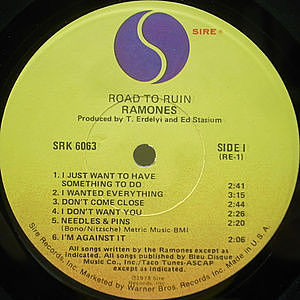 SIRE®
ROAD TO RUIN
RAMONES
Produced by T. Erdelyi and Ed Stasium
SRK 6063
SIDE I
(RE-1)
1- I JUST WANT TO HAVE
SOMETHING TO DO 2:41
2- I WANTED EVERYTHING 3:12
3- DON'T COME CLOSE 2:44
4- I DON'T WANT YOU 2:26
5- NEEDLES & PINS 2:20
(Bono/Nitzsche) Metric Music BMI
6- I'M AGAINST IT 2:06
All songs written by the Ramones except as
indicated. All songs published by Bleu Disque
Music Co., Inc./Taco Tunes-ASCAP
except as indicated.
℗1978 Sire
Sire Records, Inc. Marketed by Warner Bros. Records Inc. Made in U.S.A.